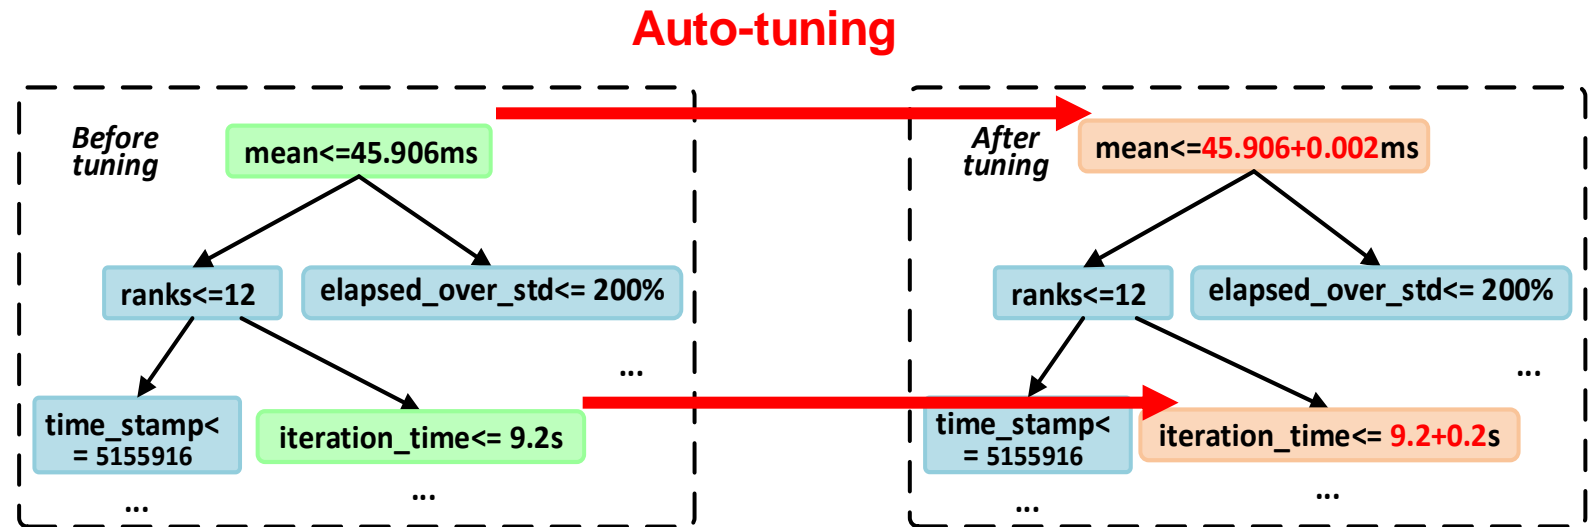 Auto-tuning
Before
tuning
mean<=45.906ms
ranks<=12
elapsed_over_std<= 200%
...
time_stamp<
= 5155916
iteration_time<= 9.2s
...
...
After
tuning
mean<=45.906+0.002ms
ranks<=12
elapsed_over_std<= 200%
...
time_stamp<
= 5155916
iteration_time<= 9.2+0.2s
...
...